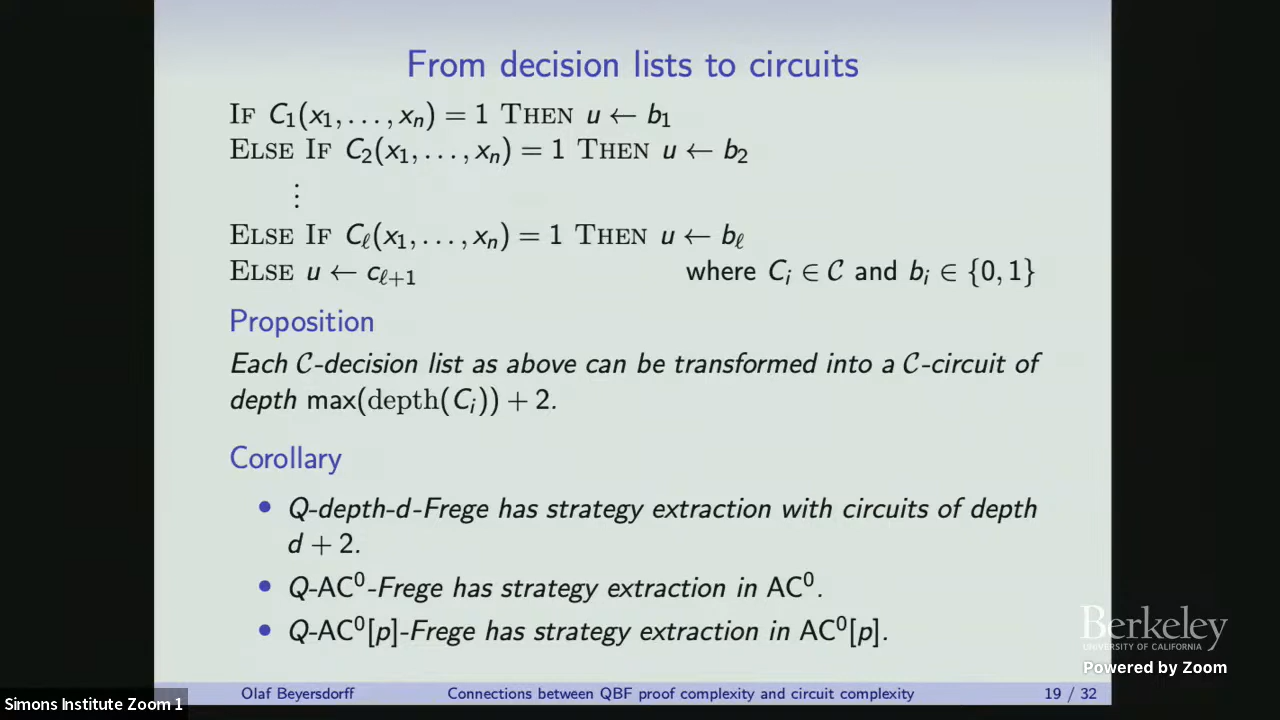 From decision lists to circuits
If C₁(x₁, …, xₙ) = 1 Then u ← b₁
Else If C₂(x₁, …, xₙ) = 1 Then u ← b₂
⋮
Else If Cℓ(x₁, …, xₙ) = 1 Then u ← bℓ
Else u ← cℓ₊₁ where Cᵢ ∈ 𝒞 and bᵢ ∈ {0, 1}
Proposition
Each 𝒞-decision list as above can be transformed into a 𝒞-circuit of
depth max(depth(Cᵢ)) + 2.
Corollary
• Q-depth-d-Frege has strategy extraction with circuits of depth
d + 2.
• Q-AC⁰-Frege has strategy extraction in AC⁰.
• Q-AC⁰[p]-Frege has strategy extraction in AC⁰[p].
Berkeley
UNIVERSITY OF CALIFORNIA
Powered by Zoom
Olaf Beyersdorff Connections between QBF proof complexity and circuit complexity 19 / 32
Simons Institute Zoom 1